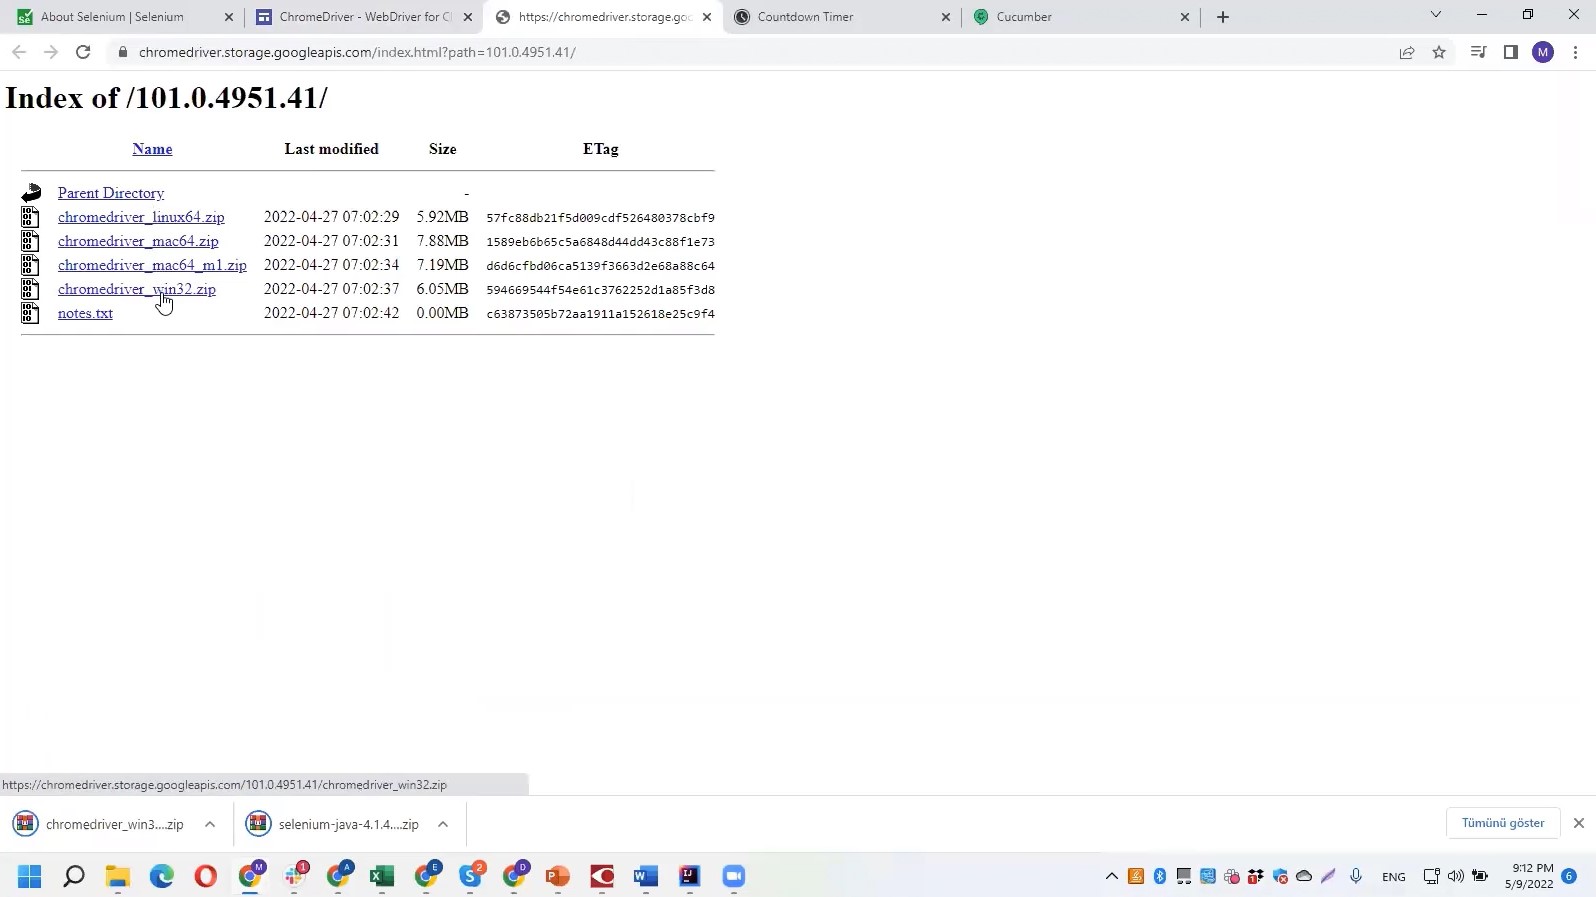 About Selenium | Selenium
ChromeDriver - WebDriver for Cl
https://chromedriver.storage.goo
Countdown Timer
Cucumber
chromedriver.storage.googleapis.com/index.html?path=101.0.4951.41/
M
Index of /101.0.4951.41/
Name Last modified Size ETag
Parent Directory -
chromedriver_linux64.zip 2022-04-27 07:02:29 5.92MB 57fc88db21f5d009cdf526480378cbf9
chromedriver_mac64.zip 2022-04-27 07:02:31 7.88MB 1589eb6b65c5a6848d44dd43c88f1e73
chromedriver_mac64_m1.zip 2022-04-27 07:02:34 7.19MB d6d6cfbd06ca5139f3663d2e68a88c64
chromedriver_win32.zip 2022-04-27 07:02:37 6.05MB 594669544f54e61c3762252d1a85f3d8
notes.txt 2022-04-27 07:02:42 0.00MB c63873505b72aa1911a152618e25c9f4
https://chromedriver.storage.googleapis.com/101.0.4951.41/chromedriver_win32.zip
chromedriver_win3....zip
selenium-java-4.1.4....zip
Tümünü göster
M 1 A E 2 D
ENG
9:12 PM
5/9/2022
6